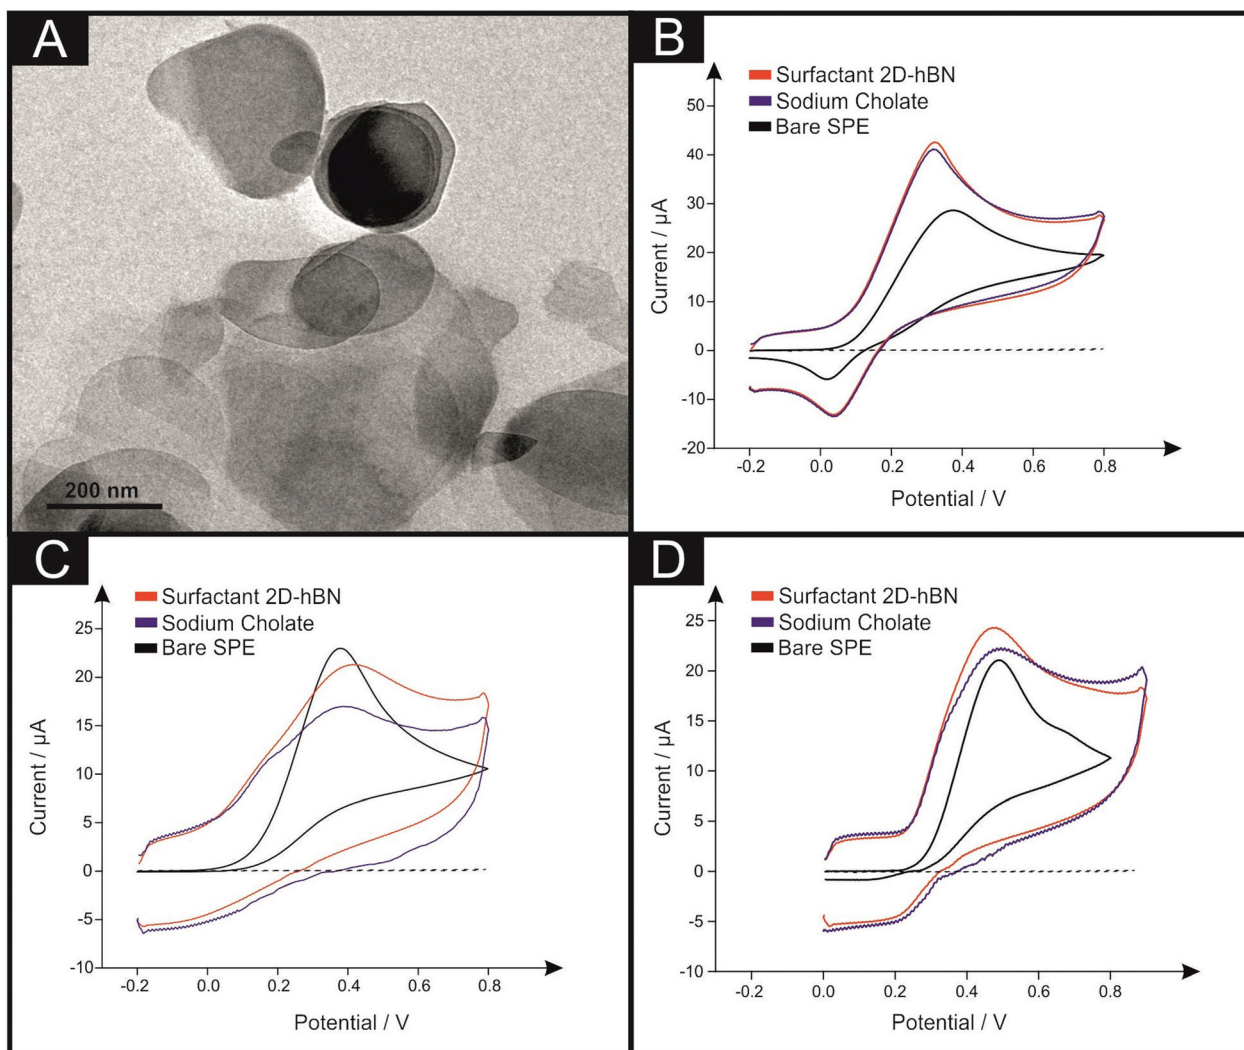 A
200 nm
B
Surfactant 2D-hBN
Sodium Cholate
Bare SPE
50
40
30
20
10
0
-10
-20
Current / µA
-0.2 0.0 0.2 0.4 0.6 0.8
Potential / V
C
Surfactant 2D-hBN
Sodium Cholate
Bare SPE
25
20
15
10
5
0
-5
-10
Current / µA
-0.2 0.0 0.2 0.4 0.6 0.8
Potential / V
D
Surfactant 2D-hBN
Sodium Cholate
Bare SPE
25
20
15
10
5
0
-5
-10
Current / µA
-0.2 0.0 0.2 0.4 0.6 0.8
Potential / V